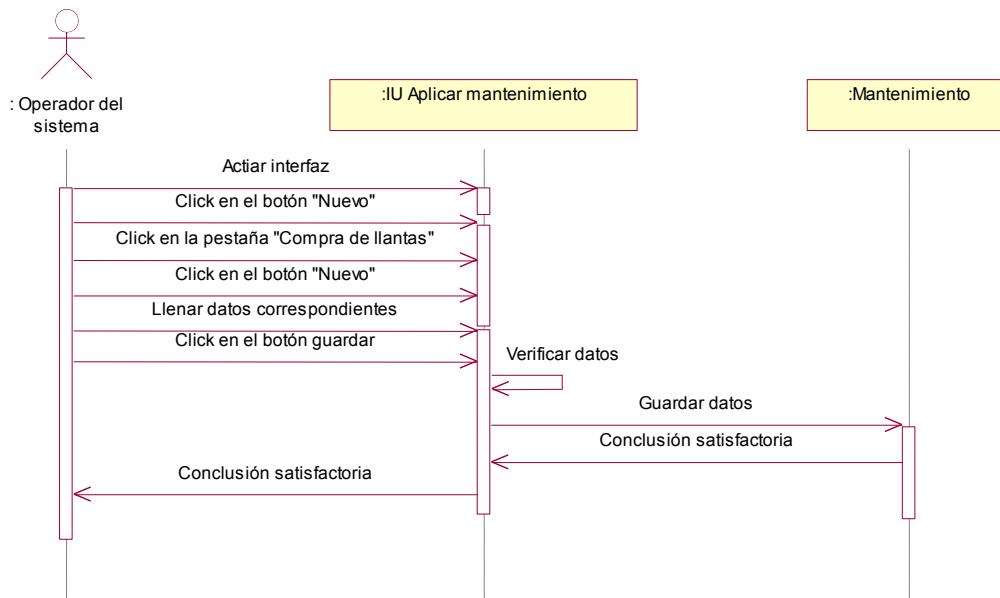 : Operador del
sistema
:IU Aplicar mantenimiento
:Mantenimiento
Actiar interfaz
Click en el botón "Nuevo"
Click en la pestaña "Compra de llantas"
Click en el botón "Nuevo"
Llenar datos correspondientes
Click en el botón guardar
Verificar datos
Guardar datos
Conclusión satisfactoria
Conclusión satisfactoria